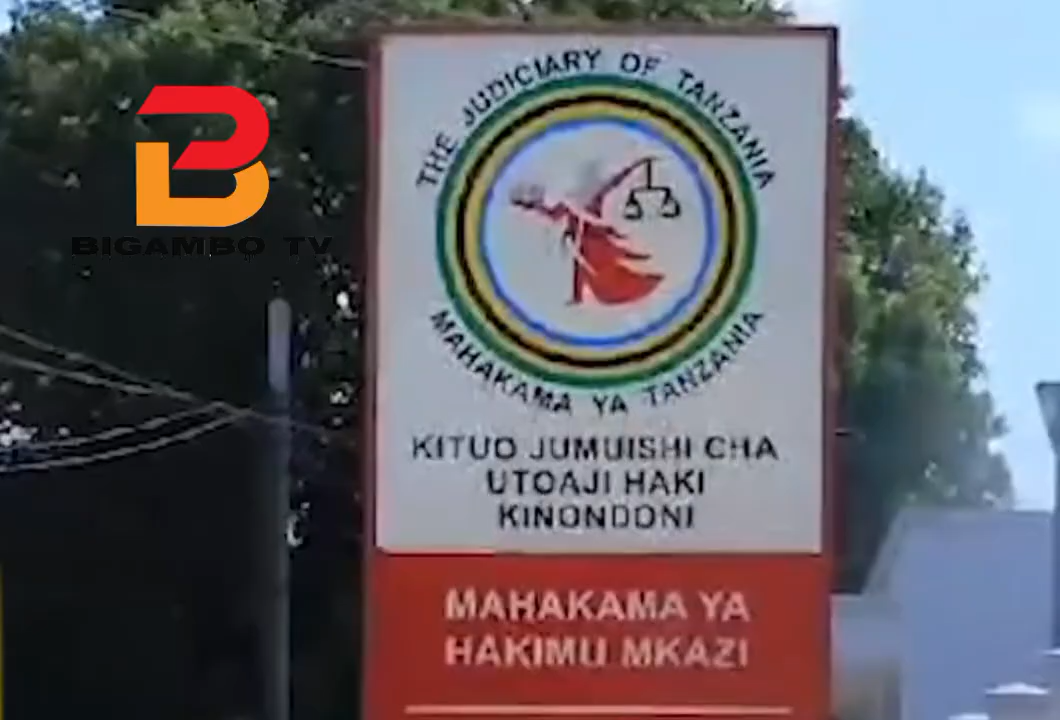 BIGAMBO TV
THE JUDICIARY OF TANZANIA
MAHAKAMA YA TANZANIA
KITUO JUMUISHI CHA
UTOAJI HAKI
KINONDONI
MAHAKAMA YA
HAKIMU MKAZI